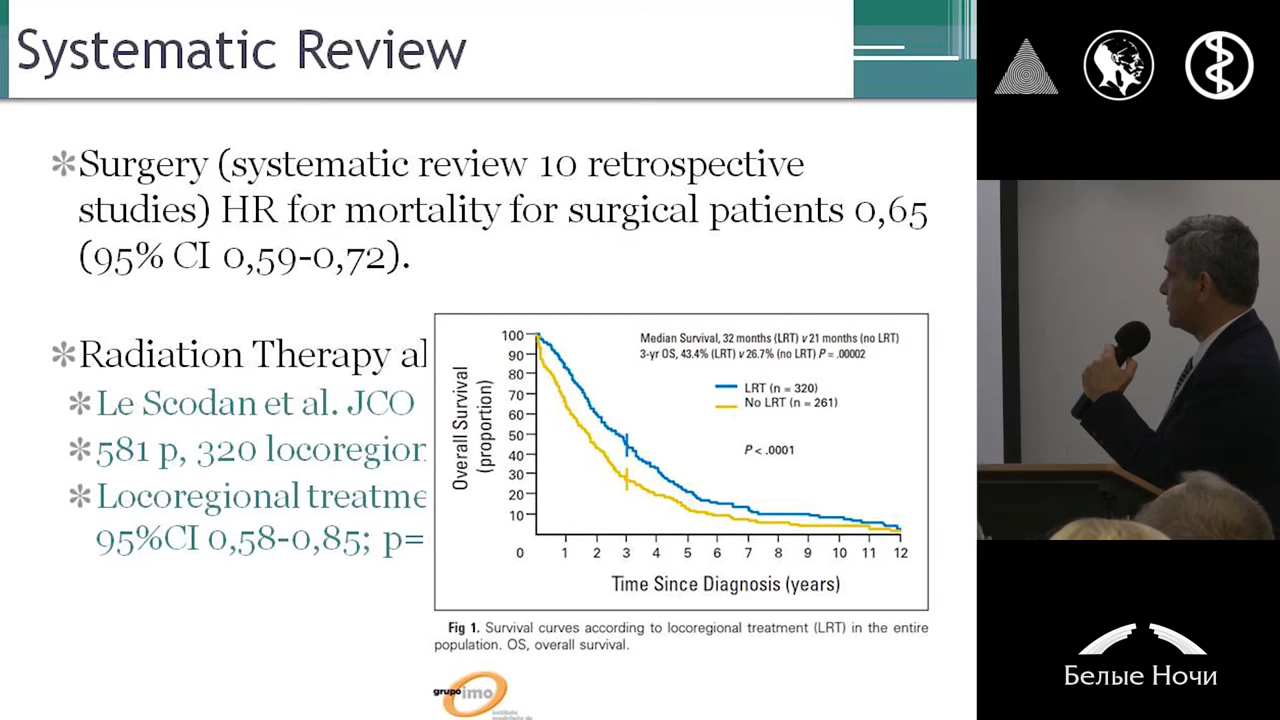 Systematic Review
Surgery (systematic review 10 retrospective
studies) HR for mortality for surgical patients 0,65
(95% CI 0,59-0,72).
Radiation Therapy
Le Scodan et al. JCO
581 p, 320
Locoregional
95%CI 0,58-0,85; p=
Median Survival, 32 months (LRT) v 21 months (no LRT)
3-yr OS, 43.4% (LRT) v 26.7% (no LRT) P = .00002
LRT (n = 320)
No LRT (n = 261)
P < .0001
Overall Survival
(proportion)
100
90
80
70
60
50
40
30
20
10
0 1 2 3 4 5 6 7 8 9 10 11 12
Time Since Diagnosis (years)
Fig 1. Survival curves according to locoregional treatment (LRT) in the entire
population. OS, overall survival.
grupo imo
Белые Ночи